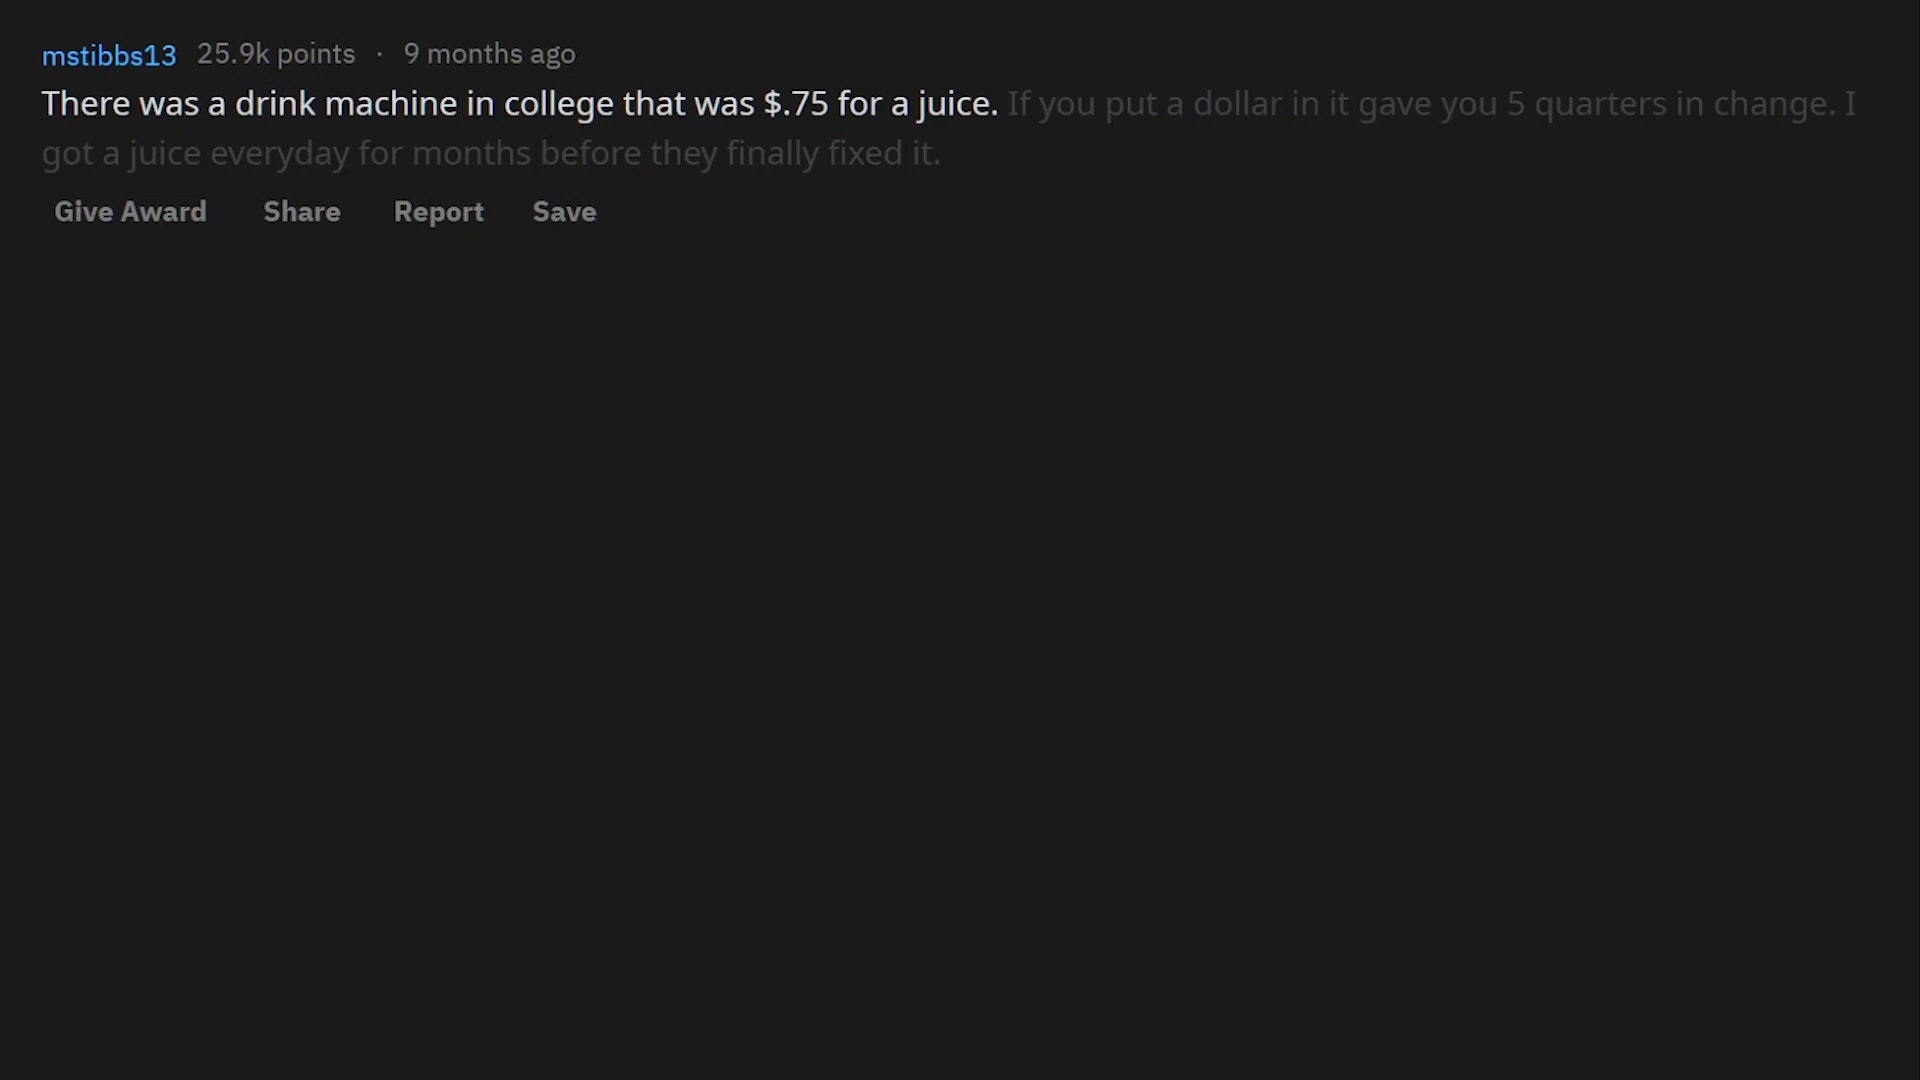 mstibbs13 25.9k points · 9 months ago
There was a drink machine in college that was $.75 for a juice. If you put a dollar in it gave you 5 quarters in change. I
got a juice everyday for months before they finally fixed it.
Give Award Share Report Save